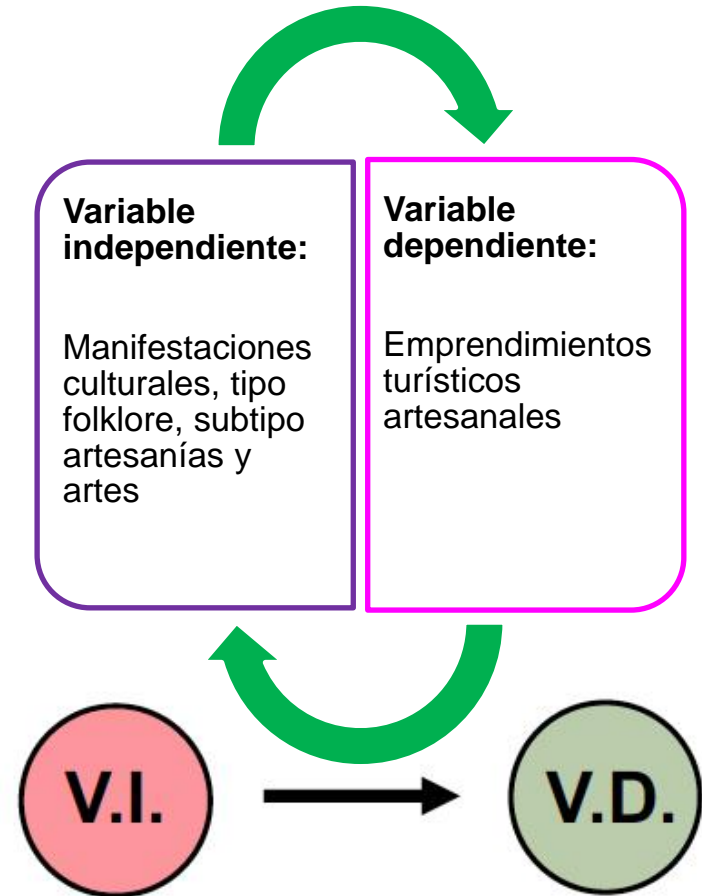 Variable
independiente:
Manifestaciones
culturales, tipo
folklore, subtipo
artesanías y
artes
Variable
dependiente:
Emprendimientos
turísticos
artesanales
V.I.
V.D.